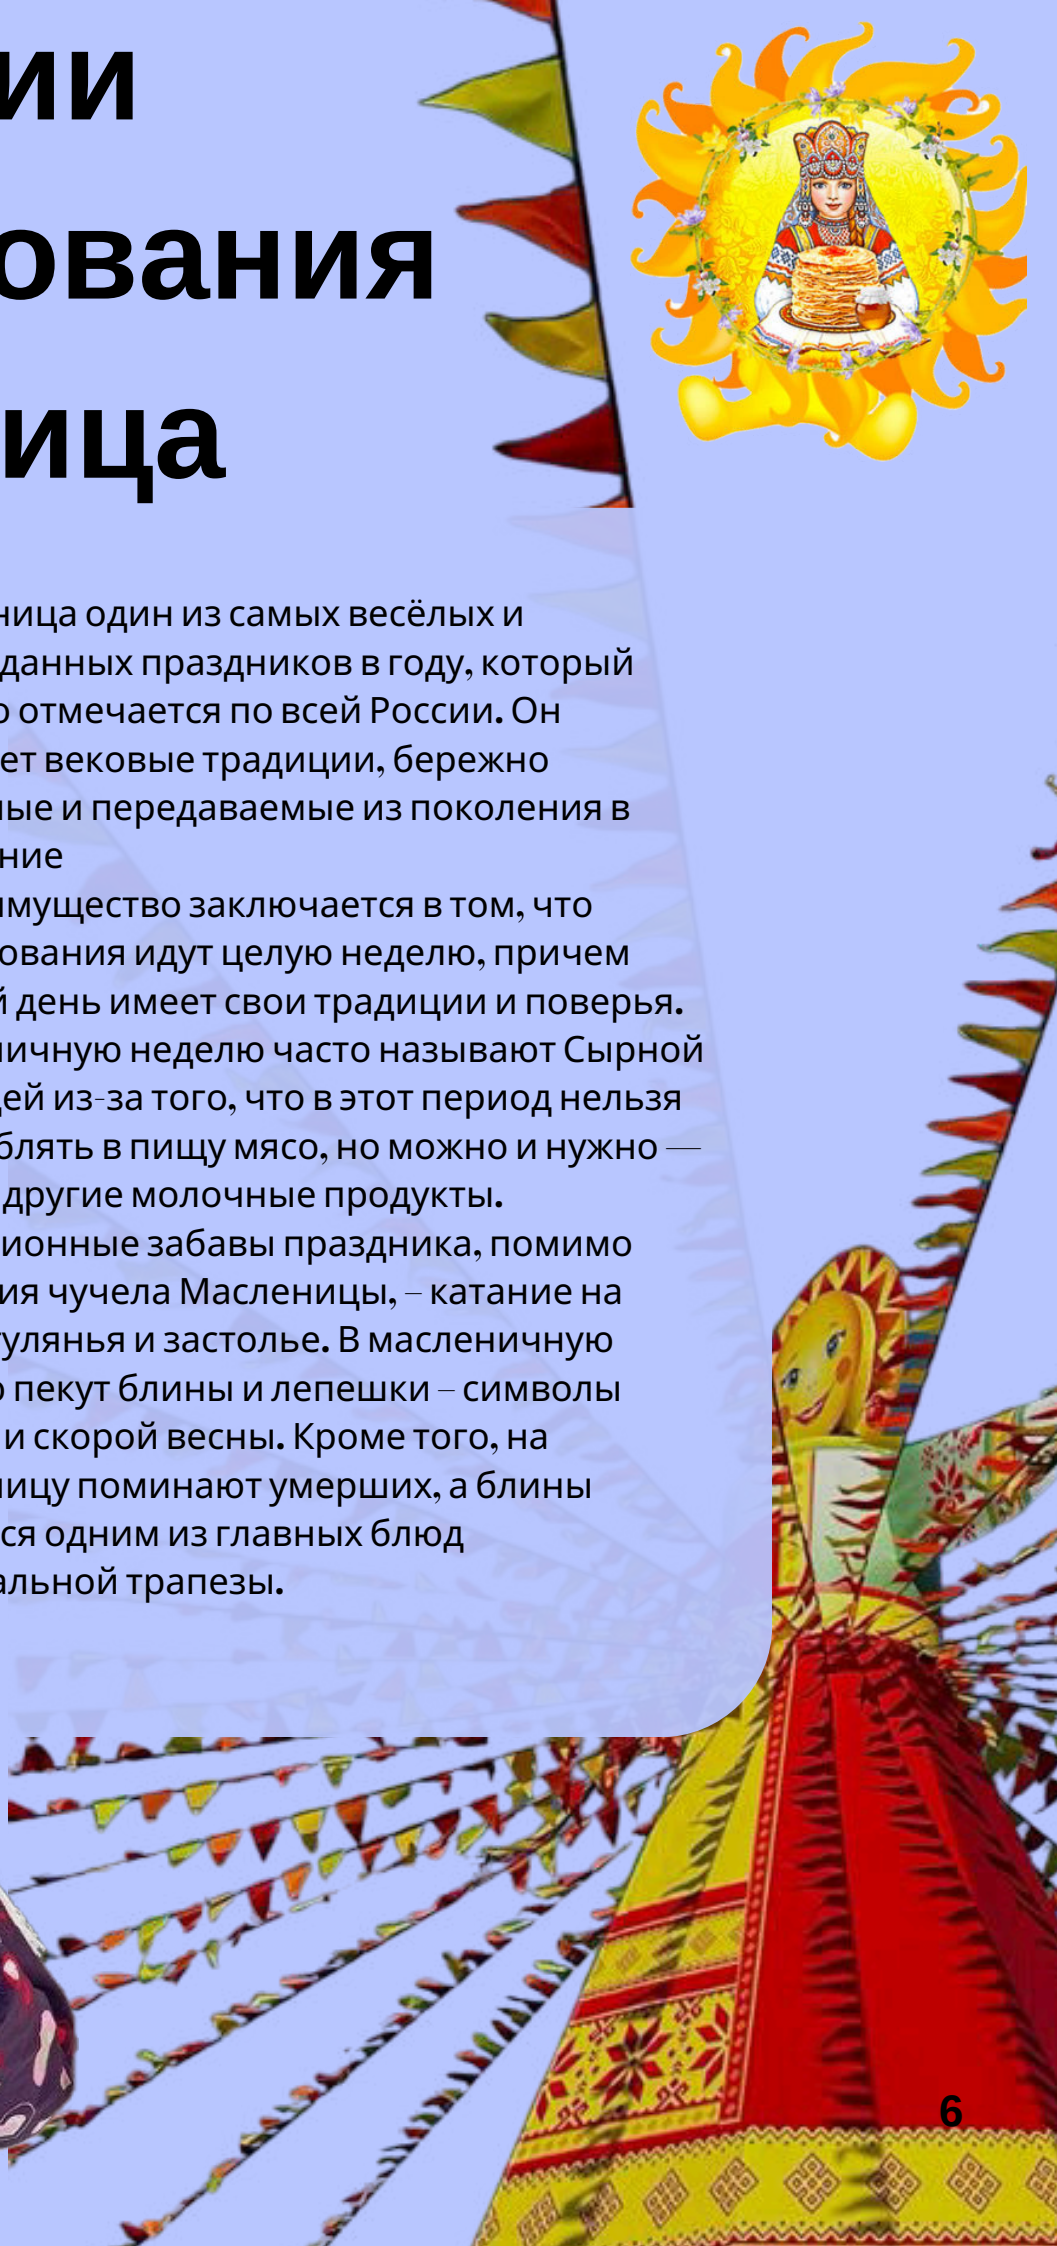 ии
ования
ица
ница один из самых весёлых и
данных праздников в году, который
о отмечается по всей России. Он
ет вековые традиции, бережно
ные и передаваемые из поколения в
ние
имущество заключается в том, что
ования идут целую неделю, причем
й день имеет свои традиции и поверья.
ничную неделю часто называют Сырной
ей из-за того, что в этот период нельзя
блять в пищу мясо, но можно и нужно —
другие молочные продукты.
ионные забавы праздника, помимо
ия чучела Масленицы, – катание на
гулянья и застолье. В масленичную
о пекут блины и лепешки – символы
и скорой весны. Кроме того, на
ницу поминают умерших, а блины
ся одним из главных блюд
альной трапезы.
6